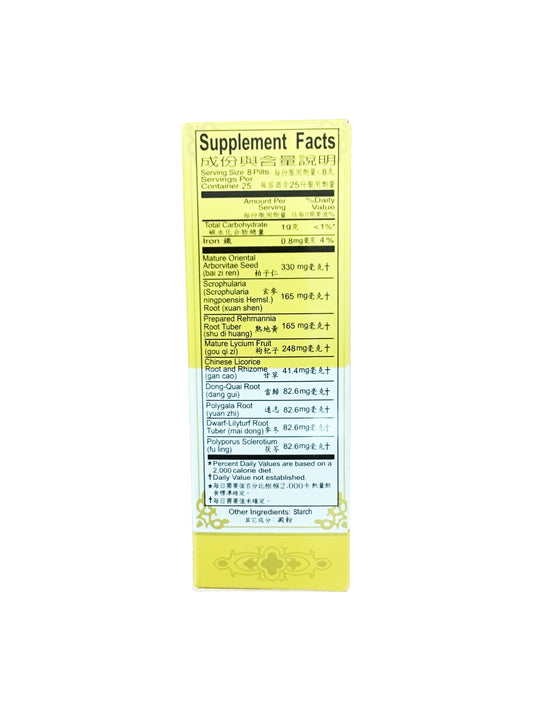 Supplement Facts
成份與含量說明
Serving Size 8 Pills 每份服用劑量:8丸
Servings Per
Container 25 每容器含25份服用劑量
Amount Per %Daily
Serving Value
每份服用劑量 佔每日需要值%
Total Carbohydrate 1g克 <1%*
碳水化合物總量
Iron 鐵 0.8mg毫克 4%
Mature Oriental
Arborvitae Seed 330 mg毫克†
(bai zi ren) 柏子仁
Scrophularia
(Scrophularia 玄參
ningpoensis Hemsl.) 165 mg毫克†
Root (xuan shen)
Prepared Rehmannia
Root Tuber 熟地黃 165 mg毫克†
(shu di huang)
Mature Lycium Fruit
(gou qi zi) 枸杞子 248mg毫克†
Chinese Licorice
Root and Rhizome 41.4mg毫克†
(gan cao) 甘草
Dong-Quai Root
(dang gui) 當歸 82.6mg毫克†
Polygala Root
(yuan zhi) 遠志 82.6mg毫克†
Dwarf-Lilyturf Root
Tuber (mai dong) 麥冬 82.6mg毫克†
Polyporus Sclerotium
(fu ling) 茯苓 82.6mg毫克†
*Percent Daily Values are based on a
2,000 calorie diet.
†Daily Value not established.
*每日需要值百分比根據2,000卡熱量飲
食標準確定。
†每日需要值未確定。
Other Ingredients: Starch
其它成分: 澱粉